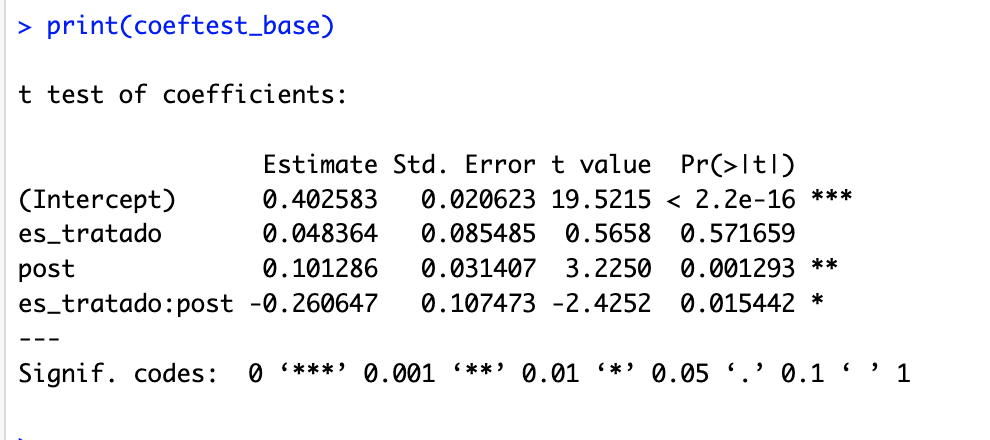 > print(coeftest_base)
t test of coefficients:
Estimate Std. Error t value Pr(>|t|)
(Intercept) 0.402583 0.020623 19.5215 < 2.2e-16 ***
es_tratado 0.048364 0.085485 0.5658 0.571659
post 0.101286 0.031407 3.2250 0.001293 **
es_tratado:post -0.260647 0.107473 -2.4252 0.015442 *
---
Signif. codes: 0 ‘***’ 0.001 ‘**’ 0.01 ‘*’ 0.05 ‘.’ 0.1 ‘ ’ 1